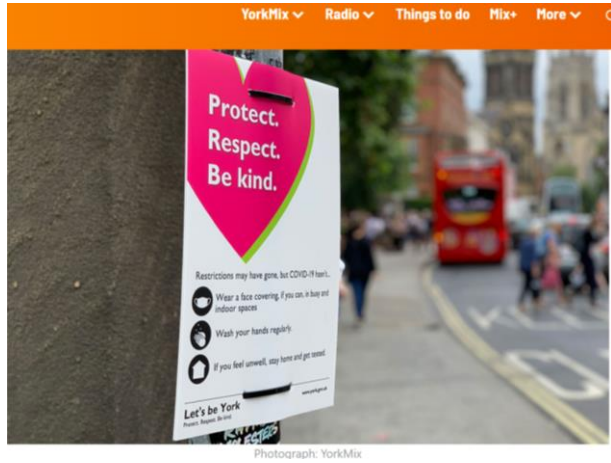 YorkMix Radio Things to do Mix+ More
Protect.
Respect.
Be kind.
Restrictions may have gone, but COVID-19 hasn't...
Wear a face covering, if you can, in busy and
indoor spaces
Wash your hands regularly.
If you feel unwell, stay home and get tested.
Let's be York
Protect. Respect. Be kind.
www.york.gov.uk
Photograph: YorkMix